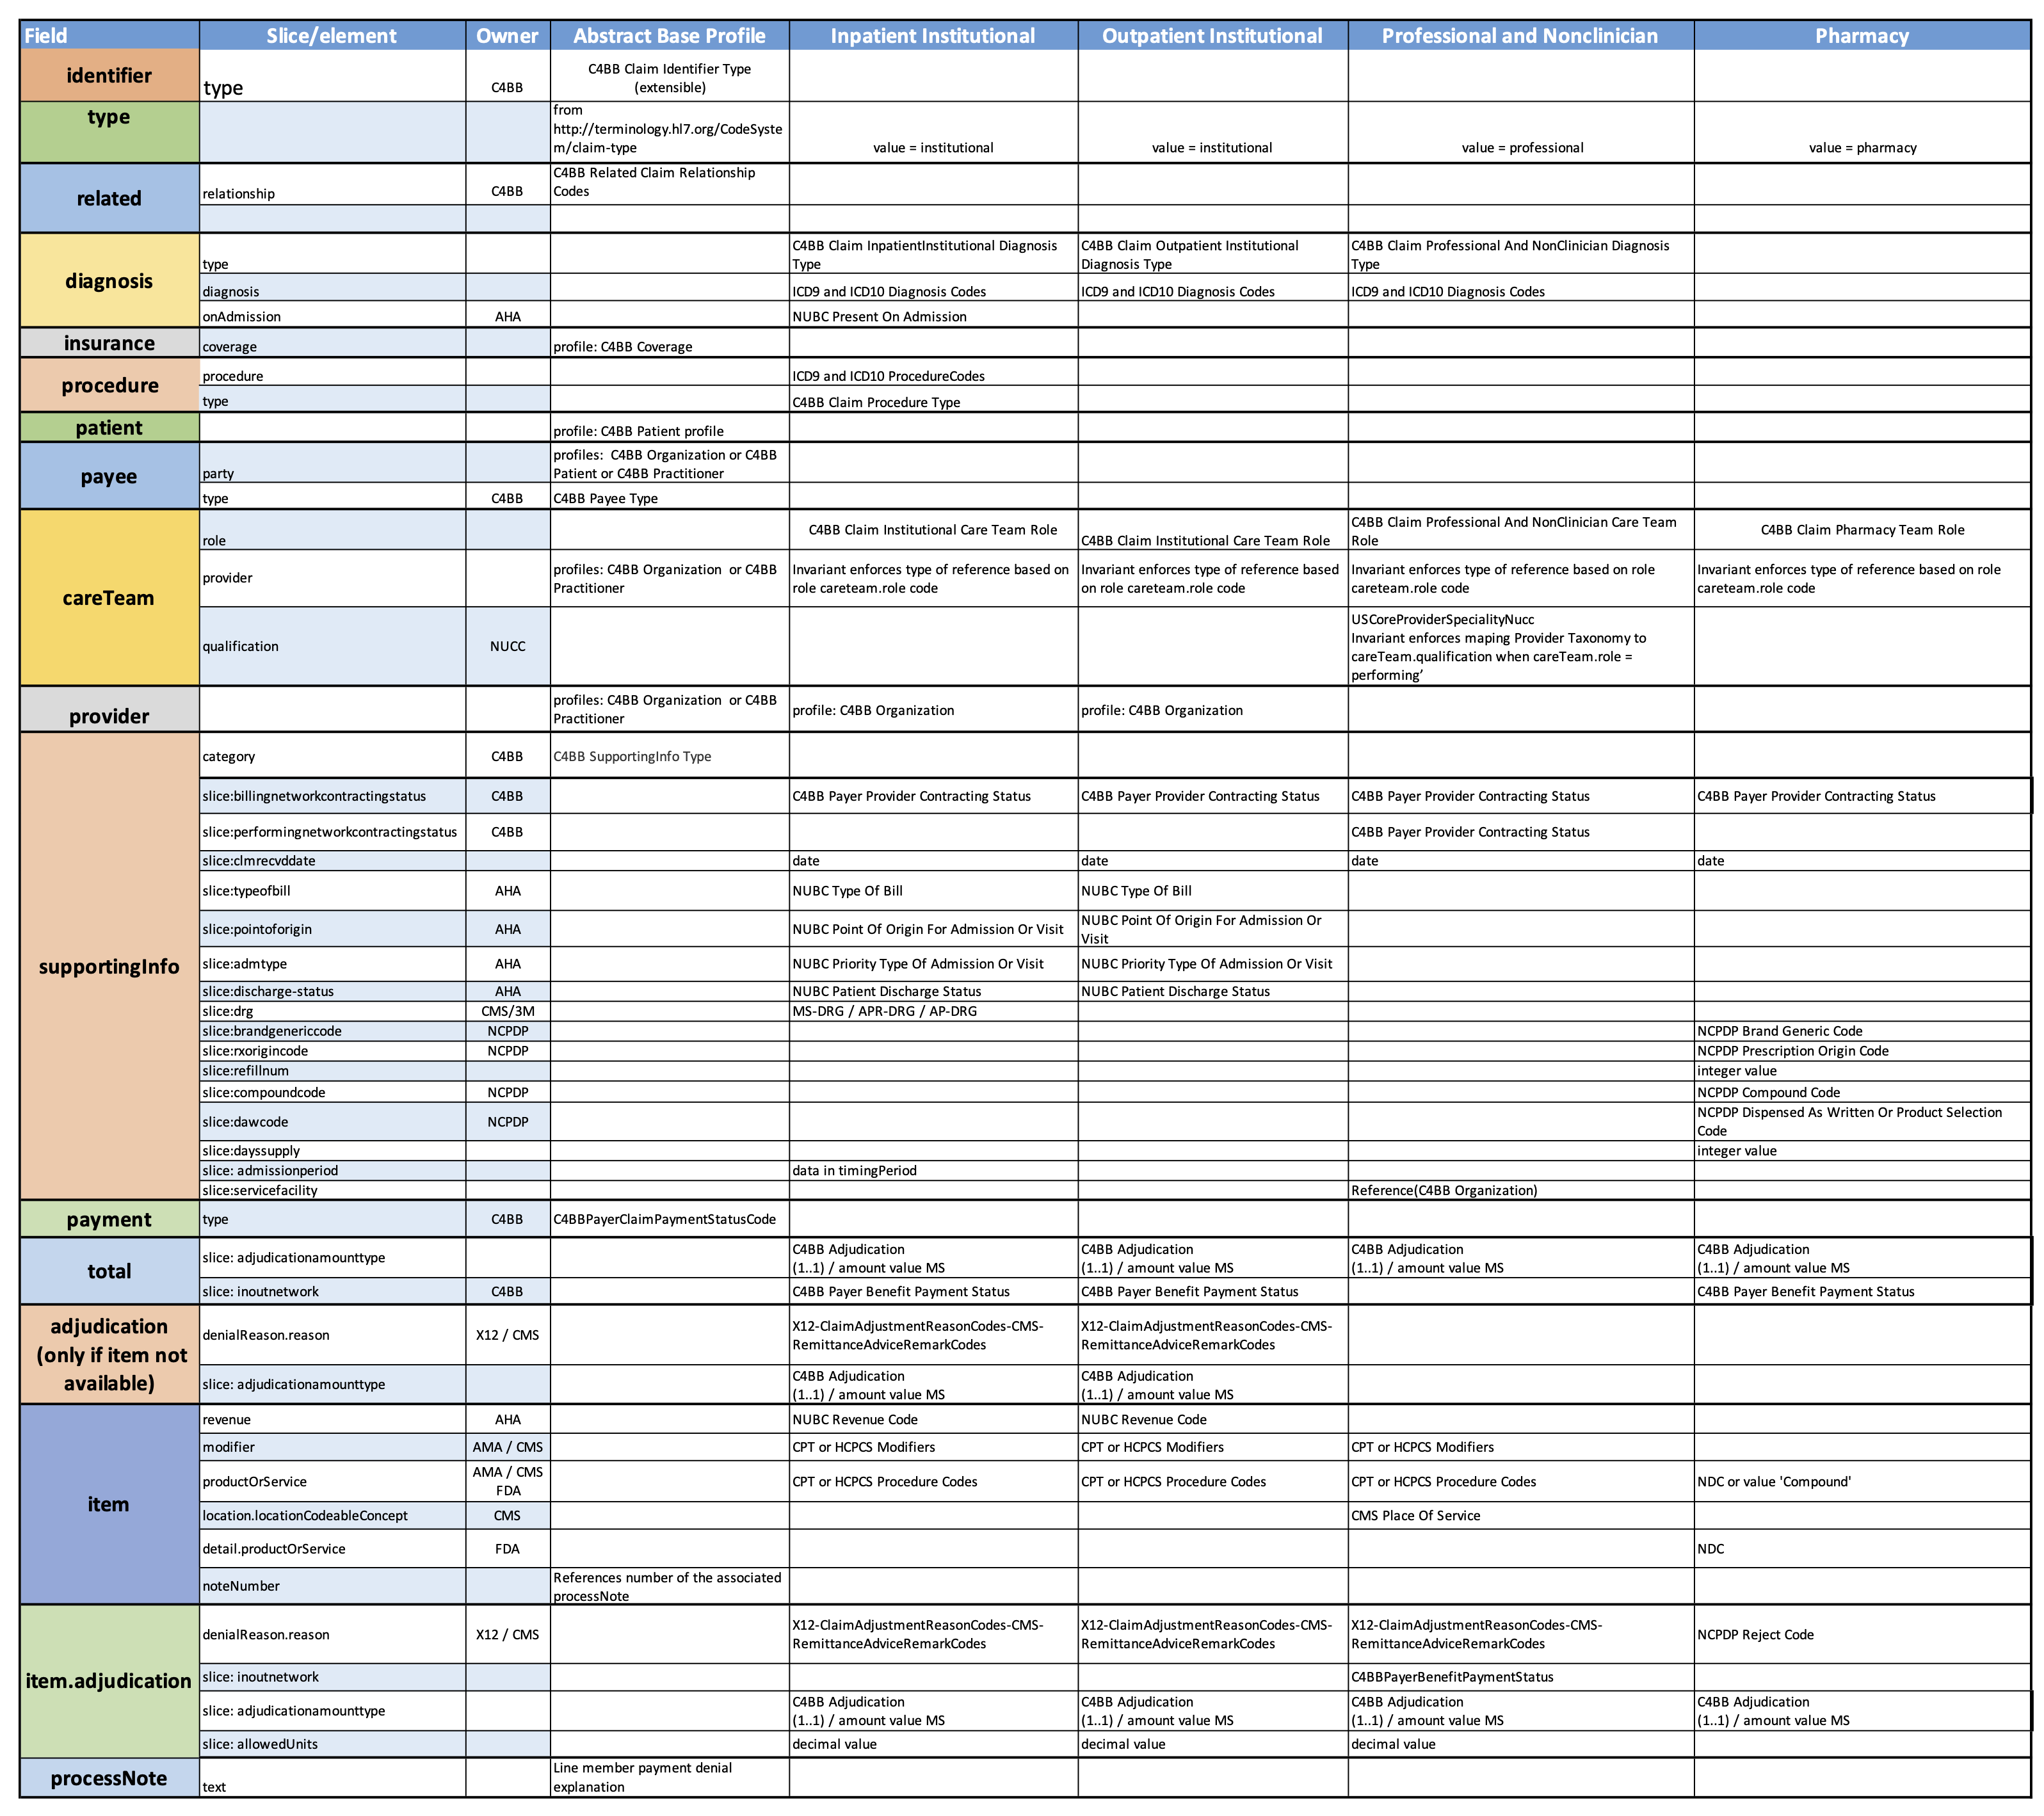 Field Slice/element Owner Abstract Base Profile Inpatient Institutional Outpatient Institutional Professional and Nonclinician Pharmacy
identifier
type
C4BB
C4BB Claim Identifier Type
(extensible)
type
from
http://terminology.hl7.org/CodeSyste
m/claim-type
value = institutional
value = institutional
value = professional
value = pharmacy
related
relationship
C4BB
C4BB Related Claim Relationship
Codes
diagnosis
type
C4BB Claim InpatientInstitutional Diagnosis
Type
C4BB Claim Outpatient Institutional
Diagnosis Type
C4BB Claim Professional And NonClinician Diagnosis
Type
diagnosis
ICD9 and ICD10 Diagnosis Codes
ICD9 and ICD10 Diagnosis Codes
ICD9 and ICD10 Diagnosis Codes
onAdmission
AHA
NUBC Present On Admission
insurance
coverage
profile: C4BB Coverage
procedure
procedure
ICD9 and ICD10 ProcedureCodes
type
C4BB Claim Procedure Type
patient
profile: C4BB Patient profile
payee
party
profiles:  C4BB Organization or C4BB
Patient or C4BB Practitioner
type
C4BB
C4BB Payee Type
careTeam
role
C4BB Claim Institutional Care Team Role
C4BB Claim Institutional Care Team Role
C4BB Claim Professional And NonClinician Care Team
Role
C4BB Claim Pharmacy Team Role
provider
profiles: C4BB Organization  or C4BB
Practitioner
Invariant enforces type of reference based on
role careteam.role code
Invariant enforces type of reference based
on role careteam.role code
Invariant enforces type of reference based on role
careteam.role code
Invariant enforces type of reference based on role
careteam.role code
qualification
NUCC
USCoreProviderSpecialityNucc
Invariant enforces maping Provider Taxonomy to
careTeam.qualification when careTeam.role =
performing’
provider
profiles: C4BB Organization  or C4BB
Practitioner
profile: C4BB Organization
profile: C4BB Organization
supportingInfo
category
C4BB
C4BB SupportingInfo Type
slice:billingnetworkcontractingstatus
C4BB
C4BB Payer Provider Contracting Status
C4BB Payer Provider Contracting Status
C4BB Payer Provider Contracting Status
C4BB Payer Provider Contracting Status
slice:performingnetworkcontractingstatus
C4BB
C4BB Payer Provider Contracting Status
slice:clmrecvddate
date
date
date
date
slice:typeofbill
AHA
NUBC Type Of Bill
NUBC Type Of Bill
slice:pointoforigin
AHA
NUBC Point Of Origin For Admission Or Visit
NUBC Point Of Origin For Admission Or
Visit
slice:admtype
AHA
NUBC Priority Type Of Admission Or Visit
NUBC Priority Type Of Admission Or Visit
slice:discharge-status
AHA
NUBC Patient Discharge Status
NUBC Patient Discharge Status
slice:drg
CMS/3M
MS-DRG / APR-DRG / AP-DRG
slice:brandgenericcode
NCPDP
NCPDP Brand Generic Code
slice:rxorigincode
NCPDP
NCPDP Prescription Origin Code
slice:refillnum
integer value
slice:compoundcode
NCPDP
NCPDP Compound Code
slice:dawcode
NCPDP
NCPDP Dispensed As Written Or Product Selection
Code
slice:dayssupply
integer value
slice: admissionperiod
data in timingPeriod
slice:servicefacility
Reference(C4BB Organization)
payment
type
C4BB
C4BBPayerClaimPaymentStatusCode
total
slice: adjudicationamounttype
C4BB Adjudication
(1..1) / amount value MS
C4BB Adjudication
(1..1) / amount value MS
C4BB Adjudication
(1..1) / amount value MS
C4BB Adjudication
(1..1) / amount value MS
slice: inoutnetwork
C4BB
C4BB Payer Benefit Payment Status
C4BB Payer Benefit Payment Status
C4BB Payer Benefit Payment Status
adjudication
(only if item not
available)
denialReason.reason
X12 / CMS
X12-ClaimAdjustmentReasonCodes-CMS-
RemittanceAdviceRemarkCodes
X12-ClaimAdjustmentReasonCodes-CMS-
RemittanceAdviceRemarkCodes
slice: adjudicationamounttype
C4BB Adjudication
(1..1) / amount value MS
C4BB Adjudication
(1..1) / amount value MS
item
revenue
AHA
NUBC Revenue Code
NUBC Revenue Code
modifier
AMA / CMS
CPT or HCPCS Modifiers
CPT or HCPCS Modifiers
CPT or HCPCS Modifiers
productOrService
AMA / CMS
FDA
CPT or HCPCS Procedure Codes
CPT or HCPCS Procedure Codes
CPT or HCPCS Procedure Codes
NDC or value 'Compound'
location.locationCodeableConcept
CMS
CMS Place Of Service
detail.productOrService
FDA
NDC
noteNumber
References number of the associated
processNote
item.adjudication
denialReason.reason
X12 / CMS
X12-ClaimAdjustmentReasonCodes-CMS-
RemittanceAdviceRemarkCodes
X12-ClaimAdjustmentReasonCodes-CMS-
RemittanceAdviceRemarkCodes
X12-ClaimAdjustmentReasonCodes-CMS-
RemittanceAdviceRemarkCodes
NCPDP Reject Code
slice: inoutnetwork
C4BBPayerBenefitPaymentStatus
slice: adjudicationamounttype
C4BB Adjudication
(1..1) / amount value MS
C4BB Adjudication
(1..1) / amount value MS
C4BB Adjudication
(1..1) / amount value MS
C4BB Adjudication
(1..1) / amount value MS
slice: allowedUnits
decimal value
decimal value
decimal value
processNote
text
Line member payment denial
explanation